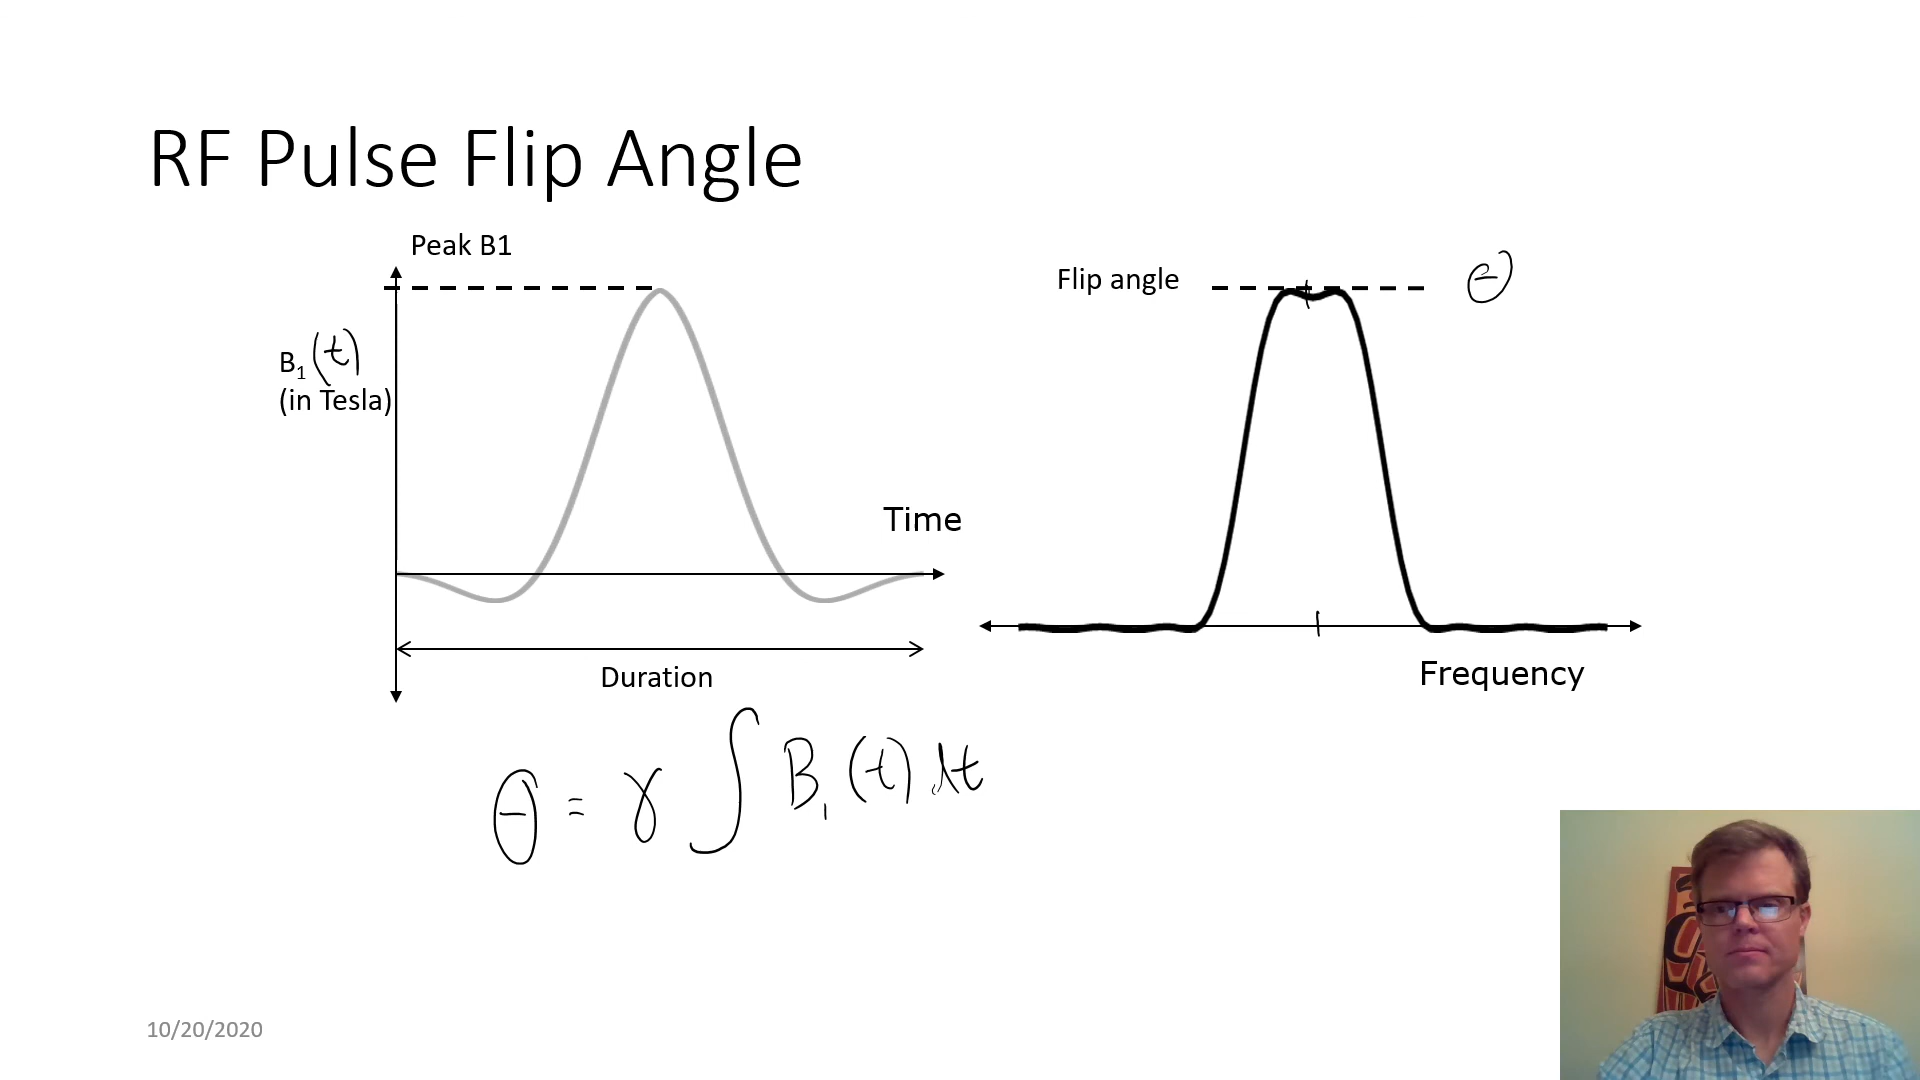 RF Pulse Flip Angle
Peak B1
B₁(t)
(in Tesla)
Time
Duration
Flip angle
θ
Frequency
θ = γ ∫ B₁(t) dt
10/20/2020